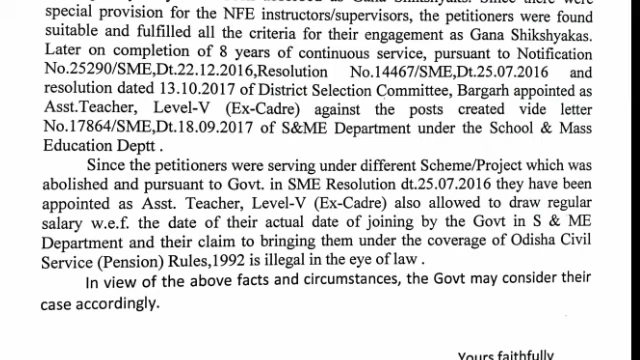 special provision for the NFE instructors/supervisors, the petitioners were found
suitable and fulfilled all the criteria for their engagement as Gana Shikshyakas.
Later on completion of 8 years of continuous service, pursuant to Notification
No.25290/SME,Dt.22.12.2016,Resolution No.14467/SME,Dt.25.07.2016 and
resolution dated 13.10.2017 of District Selection Committee, Bargarh appointed as
Asst.Teacher, Level-V (Ex-Cadre) against the posts created vide letter
No.17864/SME,Dt.18.09.2017 of S&ME Department under the School & Mass
Education Deptt .
Since the petitioners were serving under different Scheme/Project which was
abolished and pursuant to Govt. in SME Resolution dt.25.07.2016 they have been
appointed as Asst. Teacher, Level-V (Ex-Cadre) also allowed to draw regular
salary w.e.f. the date of their actual date of joining by the Govt in S & ME
Department and their claim to bringing them under the coverage of Odisha Civil
Service (Pension) Rules,1992 is illegal in the eye of law .
In view of the above facts and circumstances, the Govt may consider their
case accordingly.
Yours faithfully